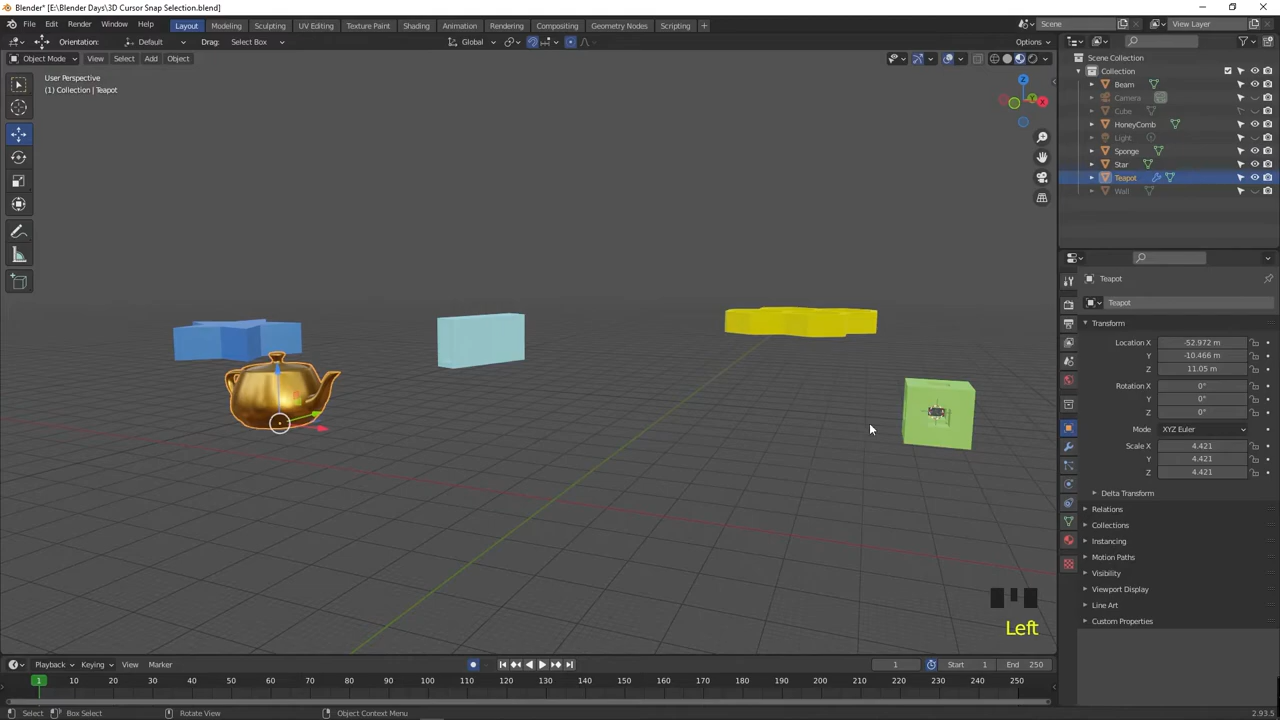 Blender* [E:\Blender Days\3D Cursor Snap Selection.blend]
File Edit Render Window Help Layout Modeling Sculpting UV Editing Texture Paint Shading Animation Rendering Compositing Geometry Nodes Scripting + Scene View Layer
Orientation: Default Drag: Select Box Global Options
Object Mode View Select Add Object
User Perspective
(1) Collection | Teapot
Z
X
Y
Scene Collection
Collection
Beam
Camera
Cube
HoneyComb
Light
Sponge
Star
Teapot
Wall
Teapot
Teapot
Transform
Location X -52.972 m
Y -10.466 m
Z 11.05 m
Rotation X 0°
Y 0°
Z 0°
Mode XYZ Euler
Scale X 4.421
Y 4.421
Z 4.421
Delta Transform
Relations
Collections
Instancing
Motion Paths
Visibility
Viewport Display
Line Art
Custom Properties
Left
Playback Keying View Marker 1 Start 1 End 250
1 10 20 30 40 50 60 70 80 90 100 110 120 130 140 150 160 170 180 190 200 210 220 230 240 250
Select Box Select Rotate View Object Context Menu 2.93.5